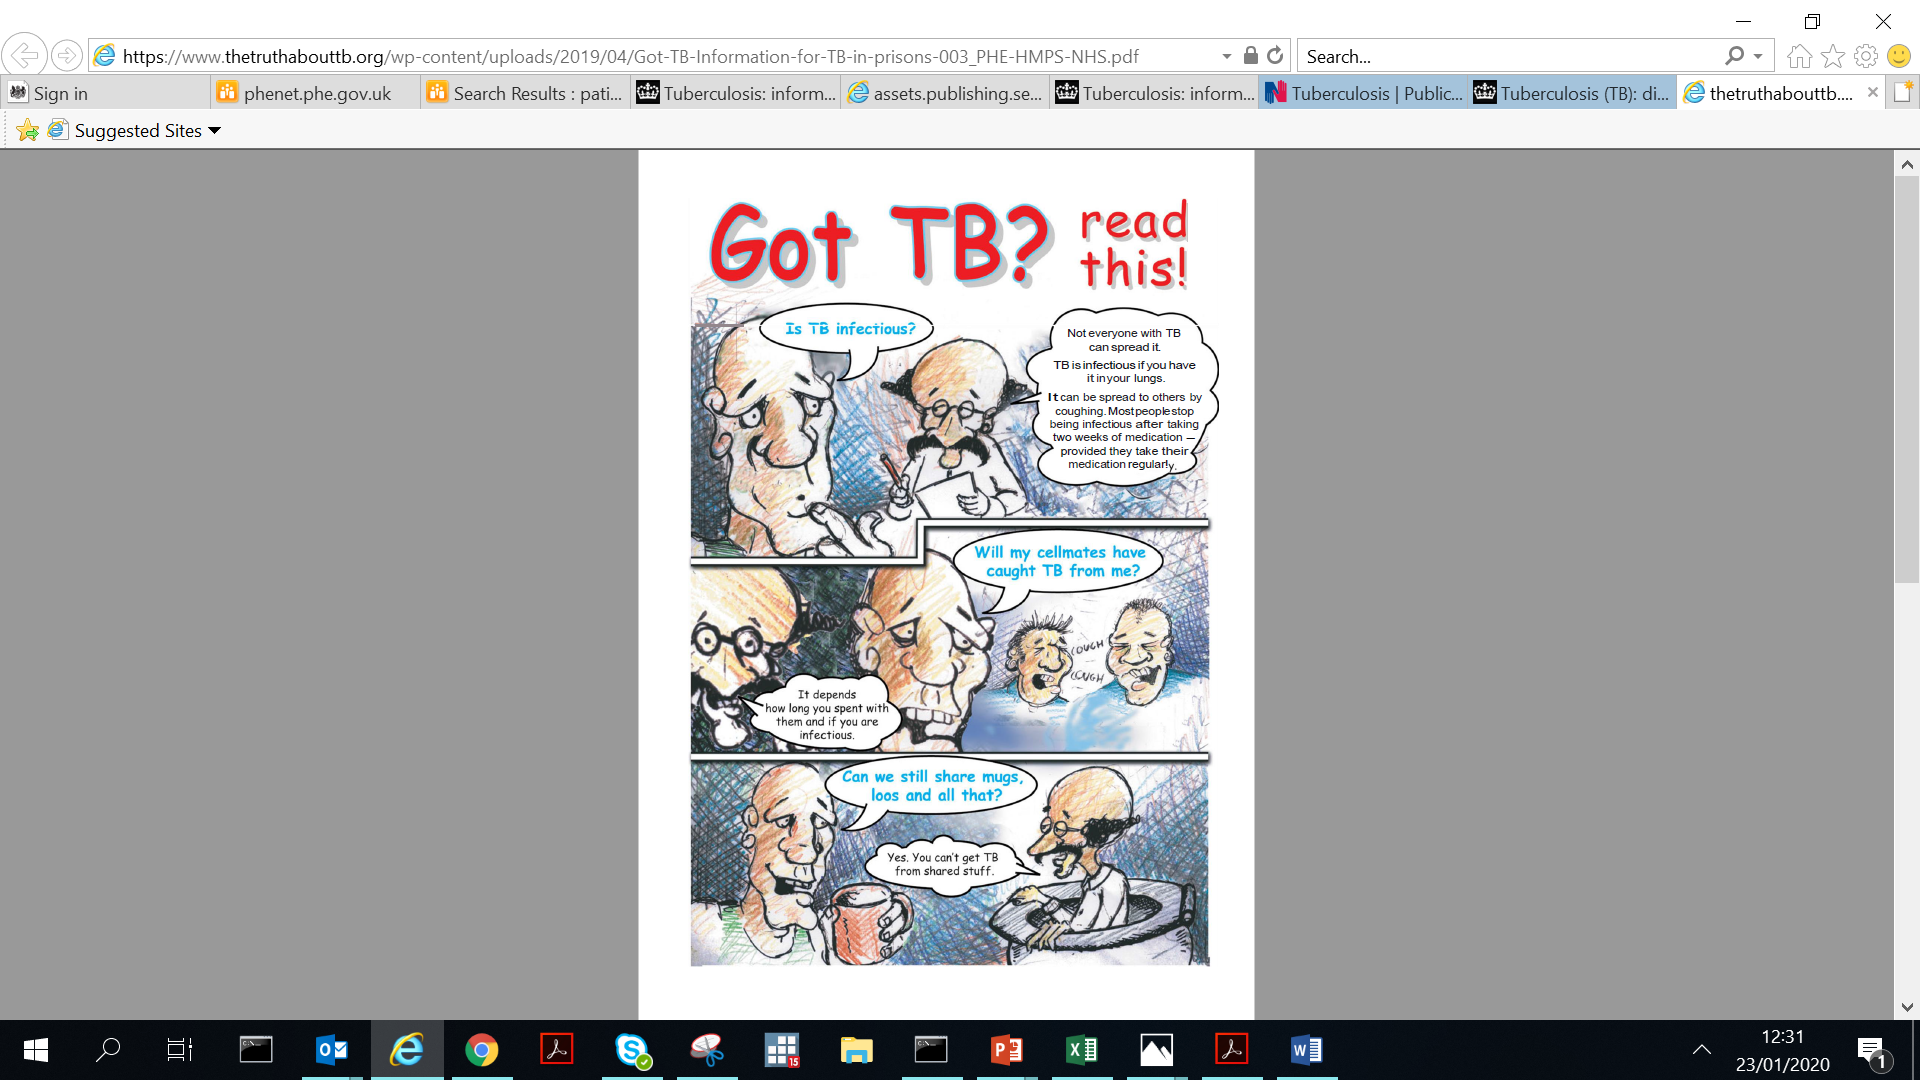 https://www.thetruthabouttb.org/wp-content/uploads/2019/04/Got-TB-Information-for-TB-in-prisons-003_PHE-HMPS-NHS.pdf
Search...
Sign in
phenet.phe.gov.uk
Search Results : pati...
Tuberculosis: inform...
assets.publishing.se...
Tuberculosis: inform...
Tuberculosis | Public...
Tuberculosis (TB): di...
thetruthabouttb....
Suggested Sites
Got TB?
read
this!
Is TB infectious?
Not everyone with TB
can spread it.
TB is infectious if you have
it in your lungs.
It can be spread to others by
coughing. Most people stop
being infectious after taking
two weeks of medication —
provided they take their
medication regularly.
Will my cellmates have
caught TB from me?
COUGH
COUGH
It depends
how long you spent with
them and if you are
infectious.
Can we still share mugs,
loos and all that?
Yes. You can't get TB
from shared stuff.
15
12:31
23/01/2020
1